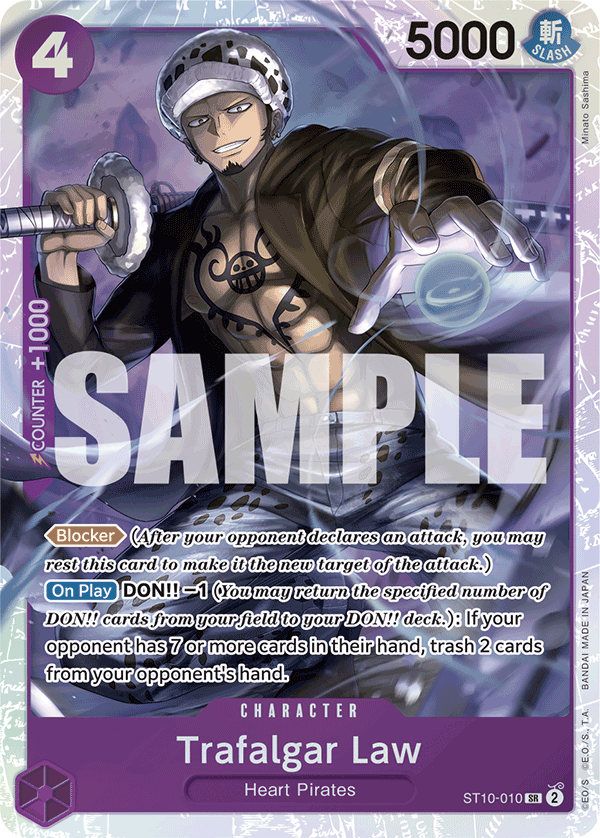 4
5000
斬
SLASH
Minato Sashima
COUNTER +1000
SAMPLE
Blocker (After your opponent declares an attack, you may
rest this card to make it the new target of the attack.)
On Play DON!! −1 (You may return the specified number of
DON!! cards from your field to your DON!! deck.): If your
opponent has 7 or more cards in their hand, trash 2 cards
from your opponent's hand.
CHARACTER
Trafalgar Law
Heart Pirates
ST10-010 SR 2
©EO/S ©E.O./S., T.A. BANDAI MADE IN JAPAN